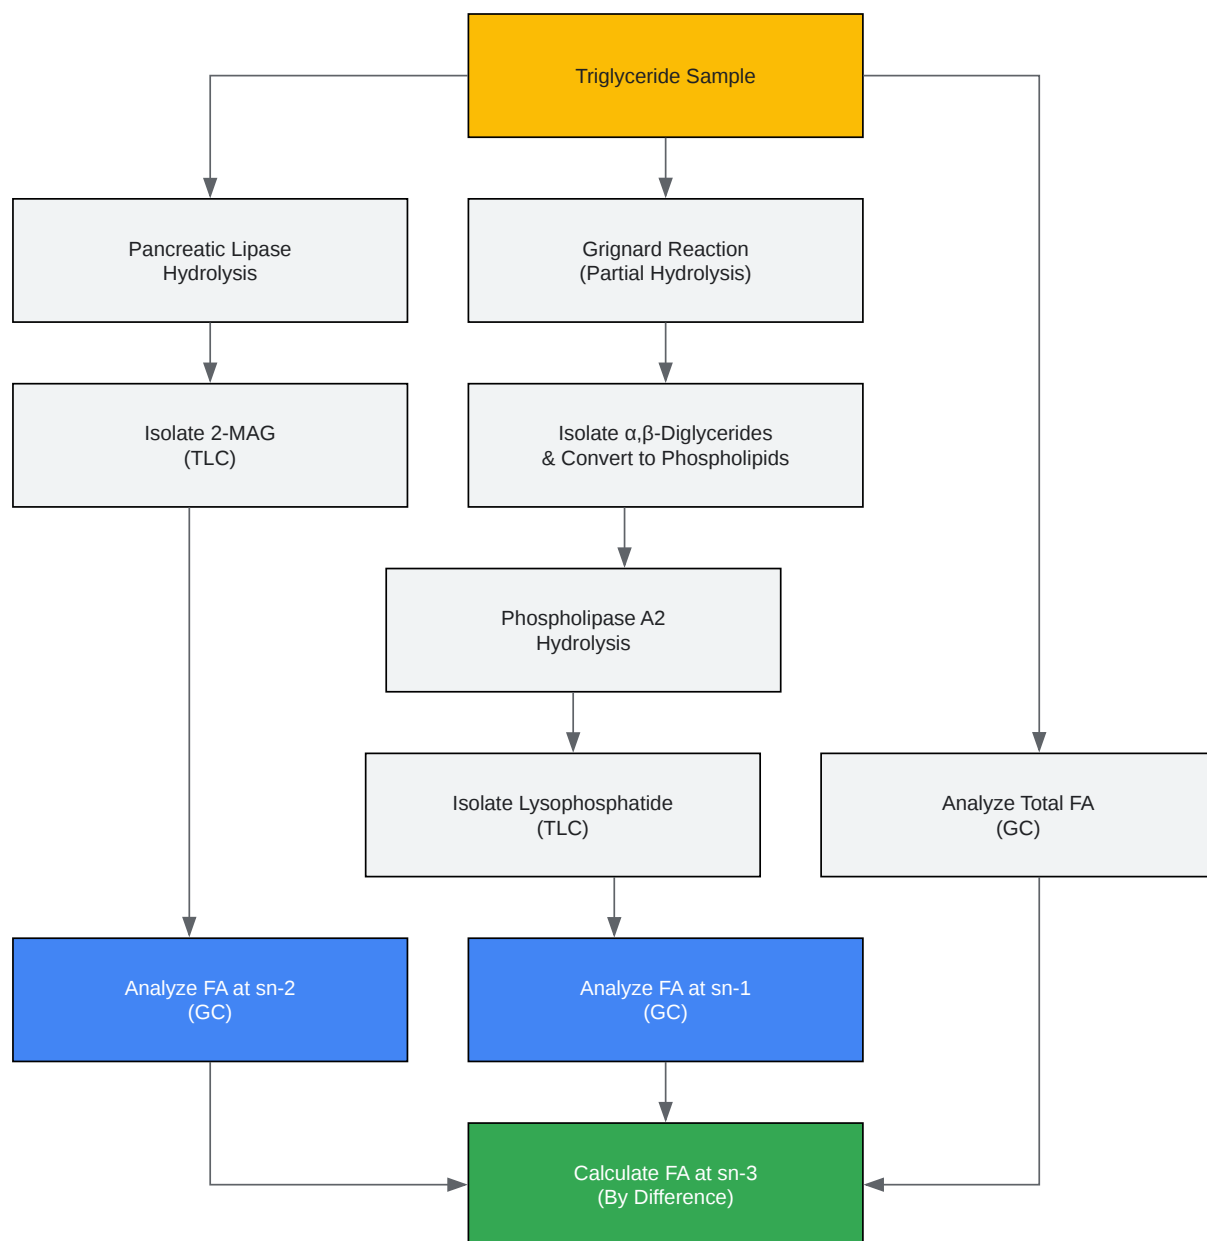 Triglyceride Sample
Pancreatic Lipase
Hydrolysis
Grignard Reaction
(Partial Hydrolysis)
Isolate 2-MAG
(TLC)
Isolate α,β-Diglycerides
& Convert to Phospholipids
Phospholipase A2
Hydrolysis
Isolate Lysophosphatide
(TLC)
Analyze Total FA
(GC)
Analyze FA at sn-2
(GC)
Analyze FA at sn-1
(GC)
Calculate FA at sn-3
(By Difference)